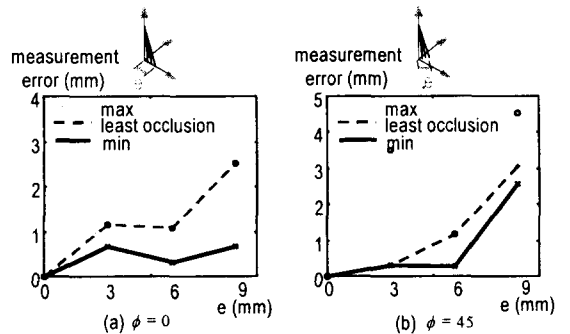 measurement
error (mm)
4
3
2
1
0
max
least occlusion
min
0 3 6 9
e (mm)
(a) ϕ = 0
measurement
error (mm)
5
4
3
2
1
0
max
least occlusion
min
0 3 6 9
e (mm)
(b) ϕ = 45